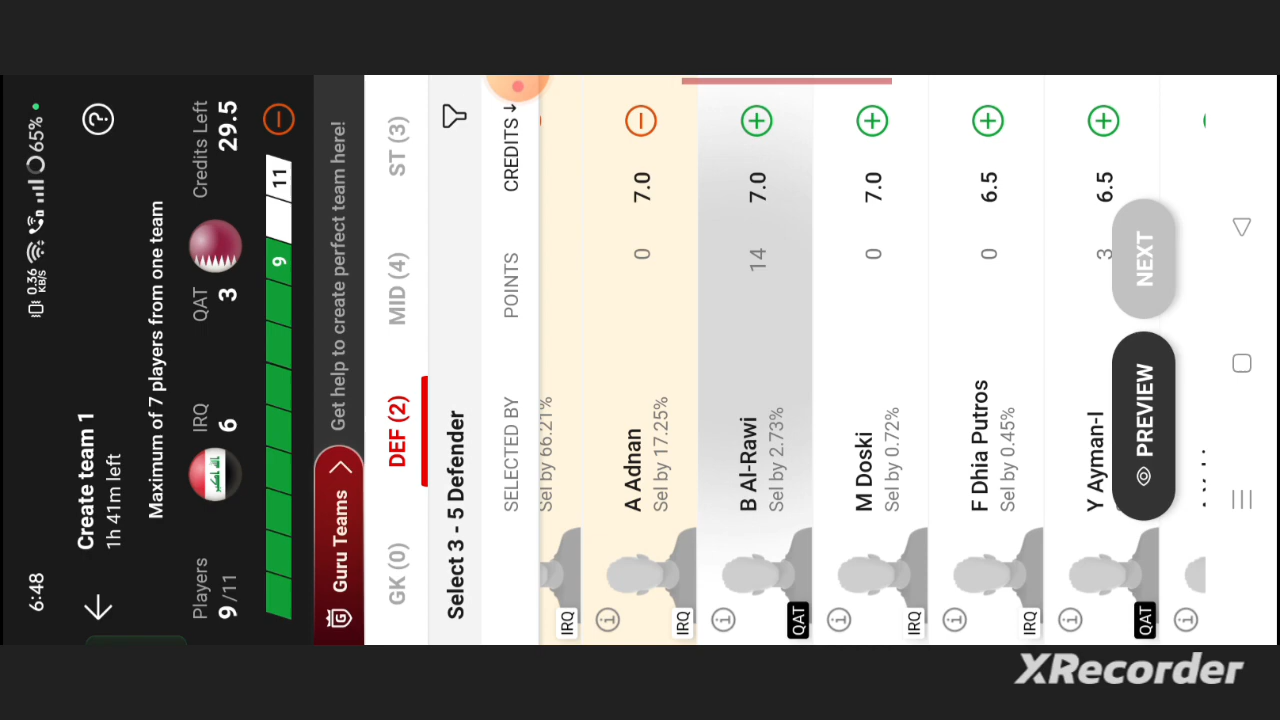 6:48
0.36 KB/S
65%
Create team 1
1h 41m left
Maximum of 7 players from one team
Players
9 /11
IRQ
6
QAT
3
Credits Left
29.5
9
11
Guru Teams
Get help to create perfect team here!
GK (0)
DEF (2)
MID (4)
ST (3)
Select 3 - 5 Defender
SELECTED BY
POINTS
CREDITS
Sel by 66.21%
IRQ
A Adnan
Sel by 17.25%
0
7.0
IRQ
B Al-Rawi
Sel by 2.73%
14
7.0
QAT
M Doski
Sel by 0.72%
0
7.0
IRQ
F Dhia Putros
Sel by 0.45%
0
6.5
IRQ
Y Ayman-I
3
6.5
QAT
PREVIEW
NEXT
XRecorder